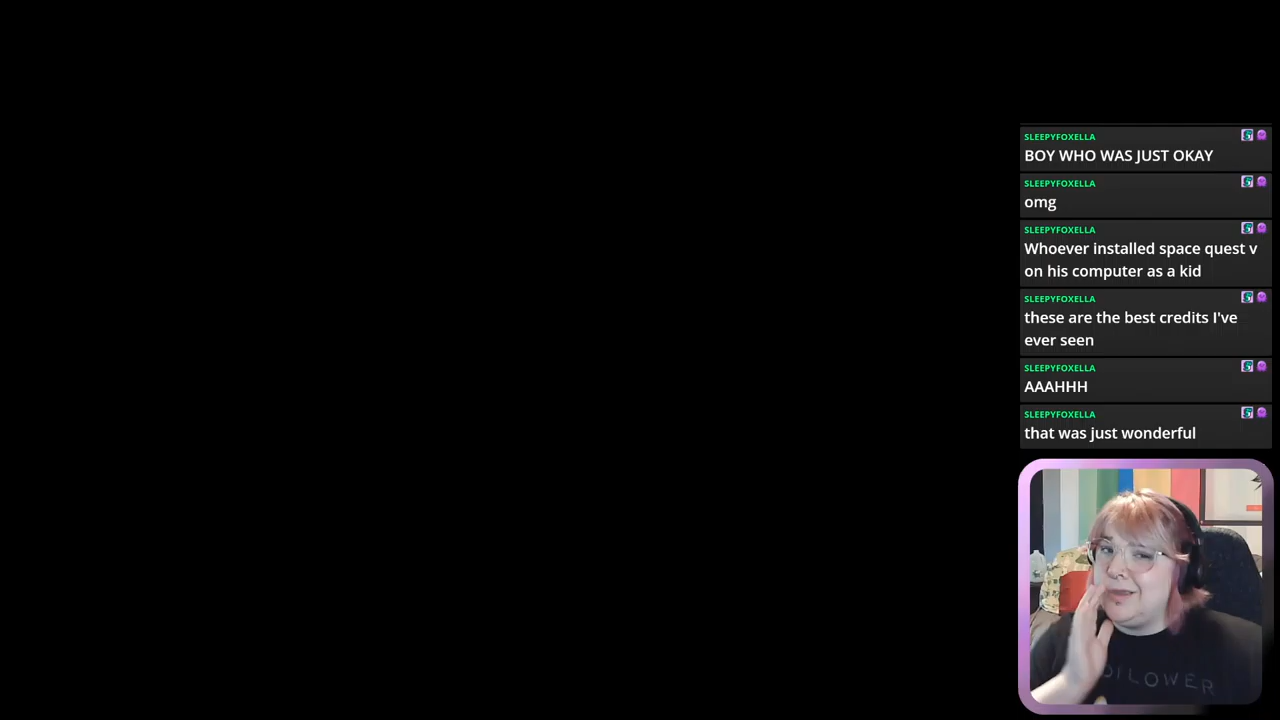 SLEEPYFOXELLA
BOY WHO WAS JUST OKAY
SLEEPYFOXELLA
omg
SLEEPYFOXELLA
Whoever installed space quest v
on his computer as a kid
SLEEPYFOXELLA
these are the best credits I've
ever seen
SLEEPYFOXELLA
AAAHHH
SLEEPYFOXELLA
that was just wonderful